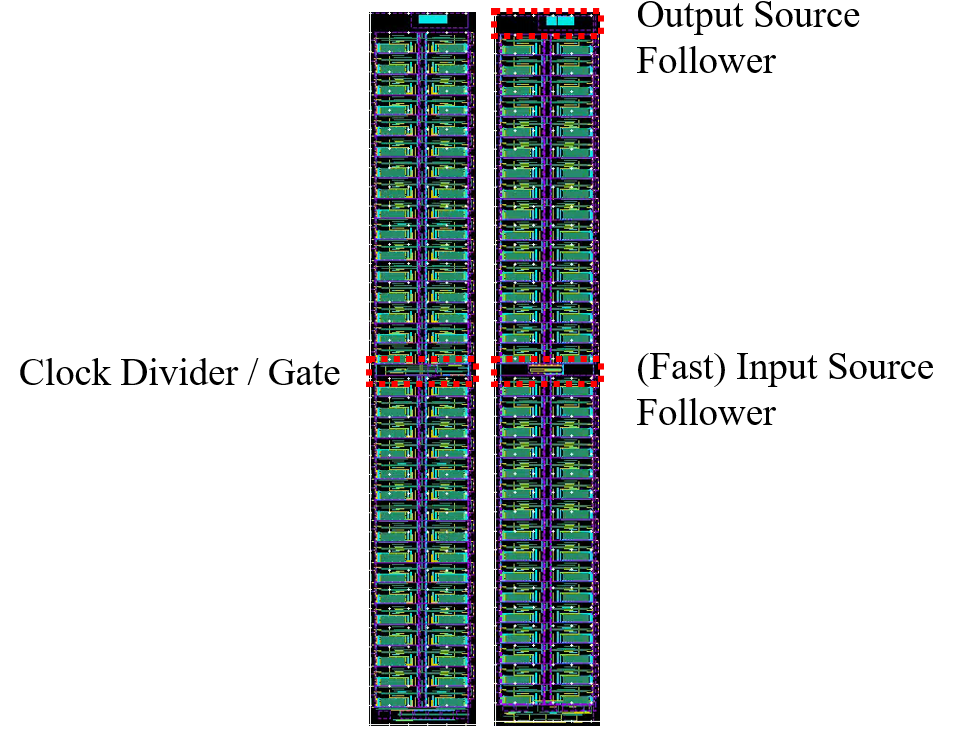 Output Source
Follower
Clock Divider / Gate
(Fast) Input Source
Follower